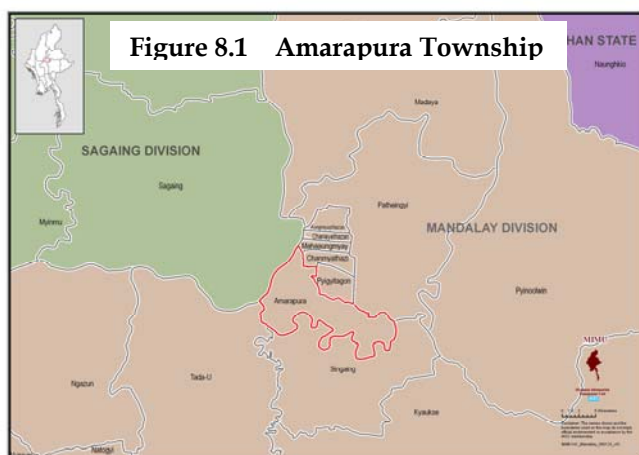 Figure 8.1 Amarapura Township
HAN STATE
Naunghkio
Madaya
SAGAING DIVISION
Sagaing
Patheingyi
Myinmu
Chanayethazan
Mahaaungmyay
MANDALAY DIVISION
Chanmyathazi
Pyigyitagon
Amarapura
Pyinoolwin
MIMU
Singaing
Tada-U
Ngazun
Kyaukse
Natogyi